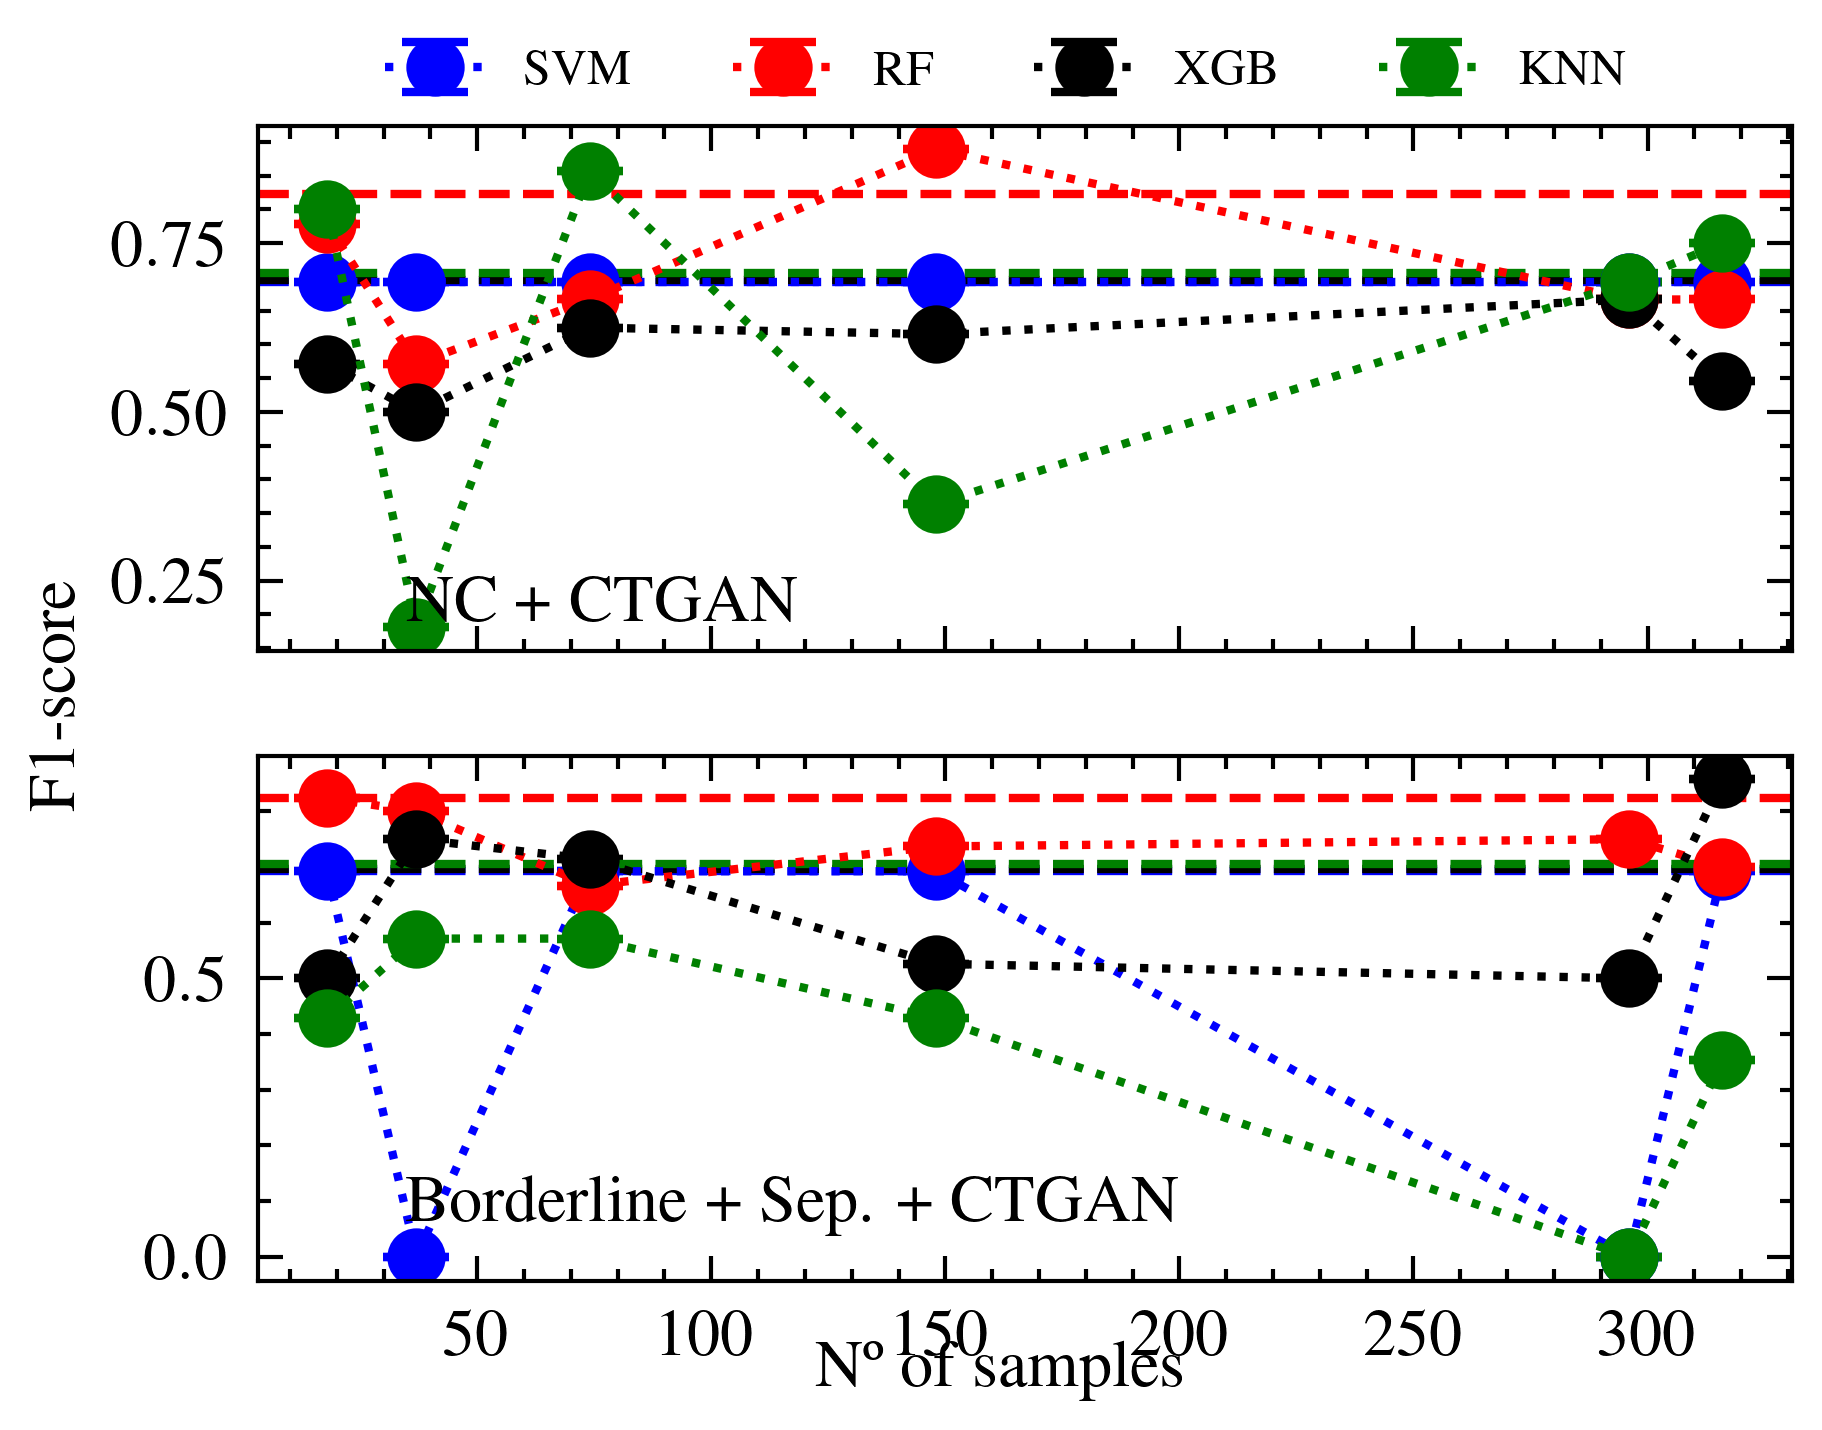 SVM RF XGB KNN
0.75
0.50
0.25
NC + CTGAN
F1-score
0.5
0.0
Borderline + Sep. + CTGAN
50 100 150 200 250 300
Nº of samples